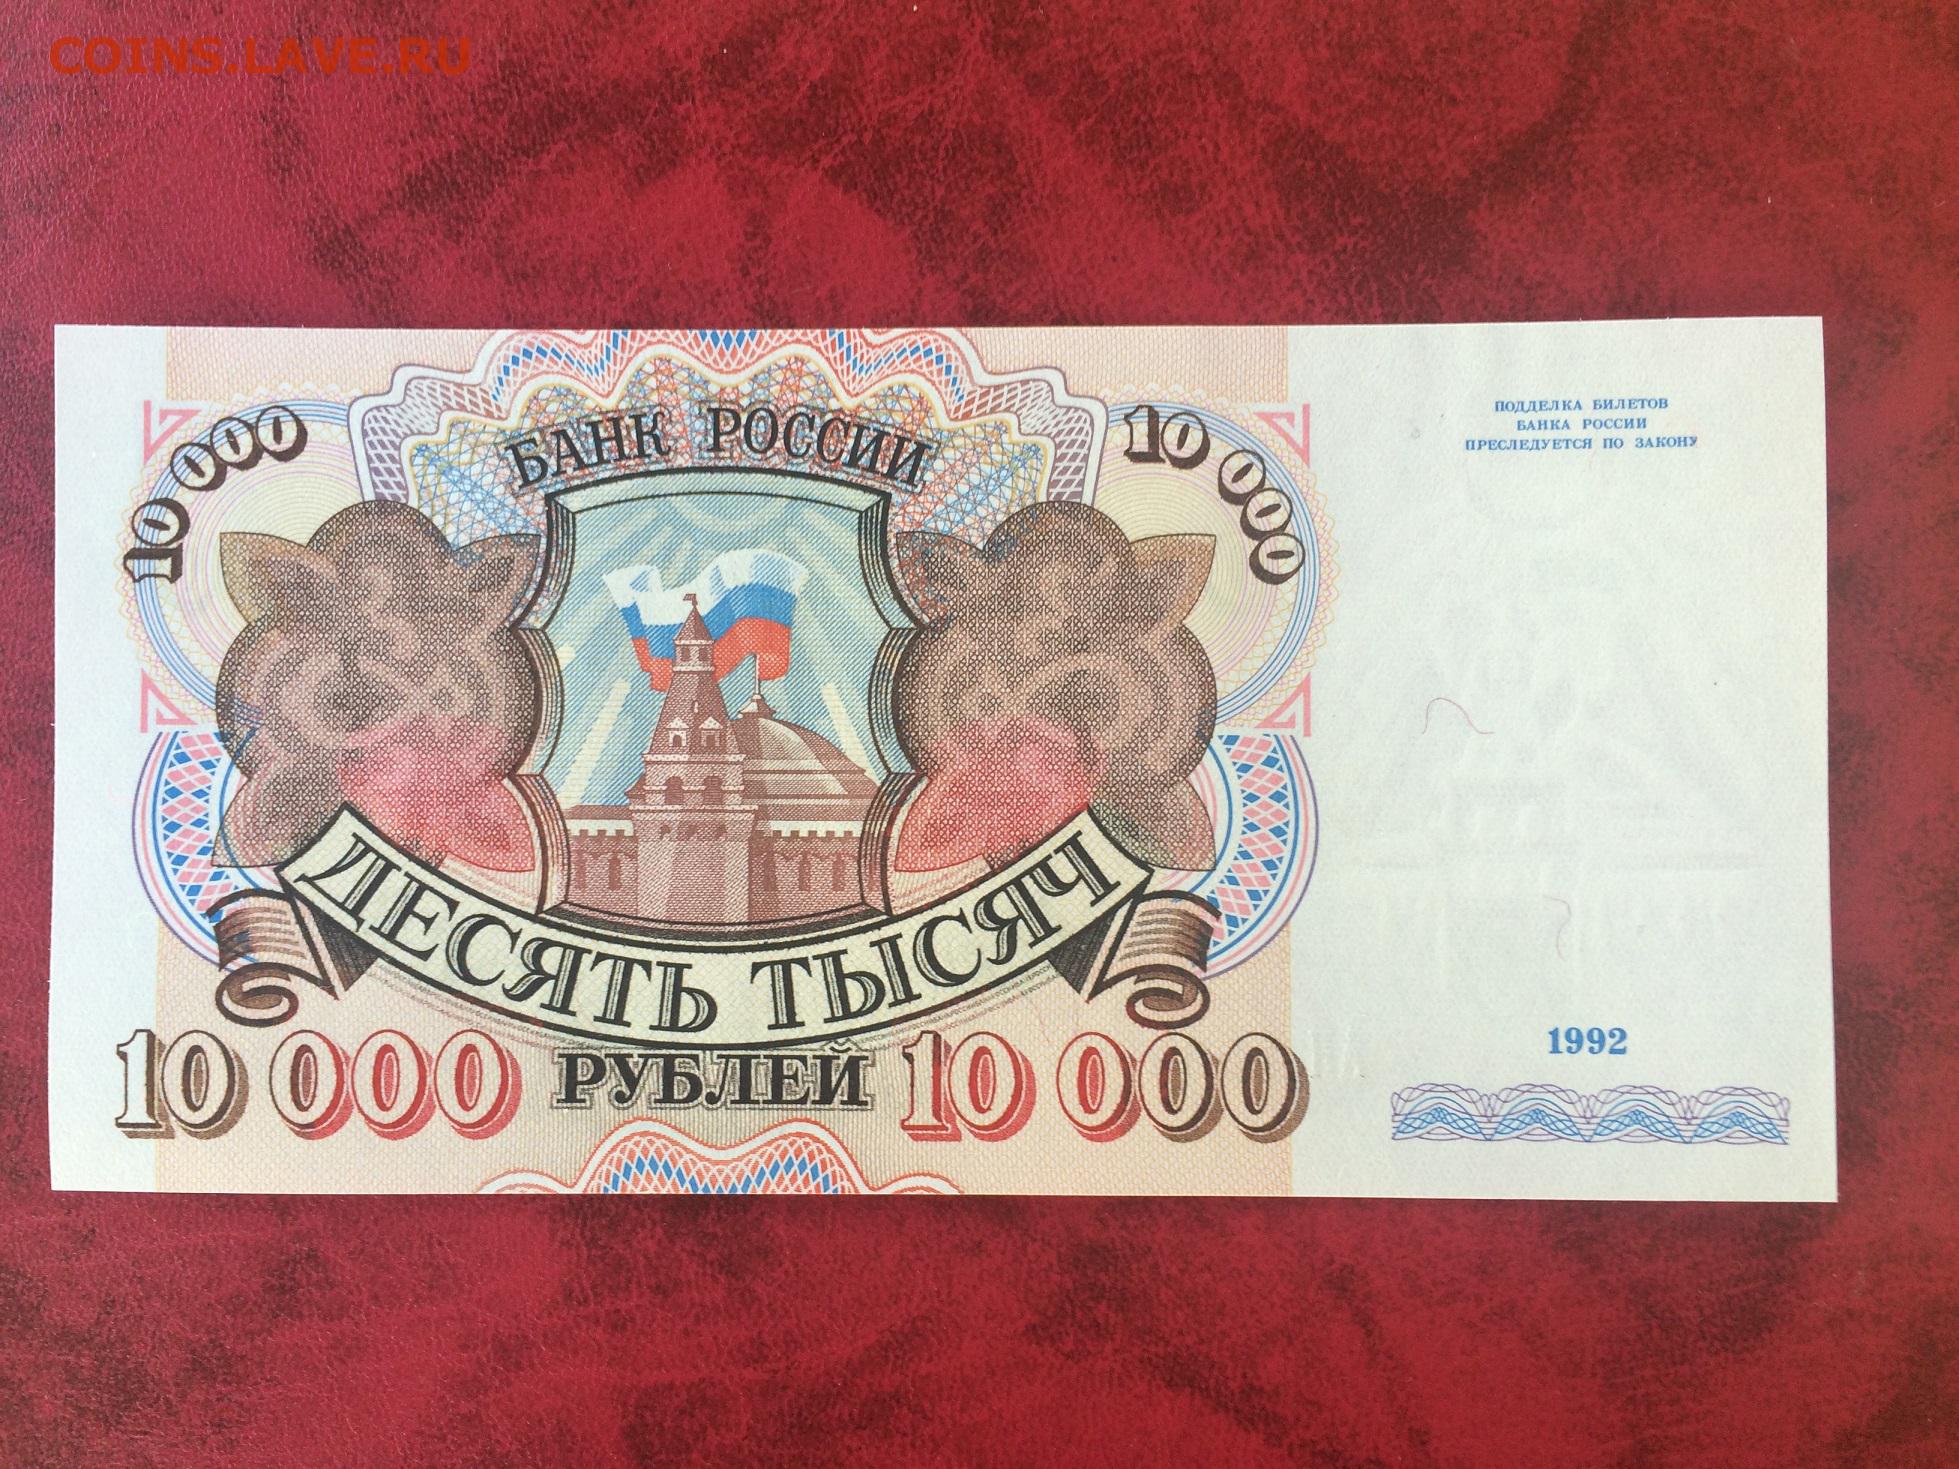 COINS.LAVE.RU
БАНК РОССИИ
10 000
10 000
ПОДДЕЛКА БИЛЕТОВ
БАНКА РОССИИ
ПРЕСЛЕДУЕТСЯ ПО ЗАКОНУ
ДЕСЯТЬ ТЫСЯЧ
10 000 РУБЛЕЙ 10 000
1992